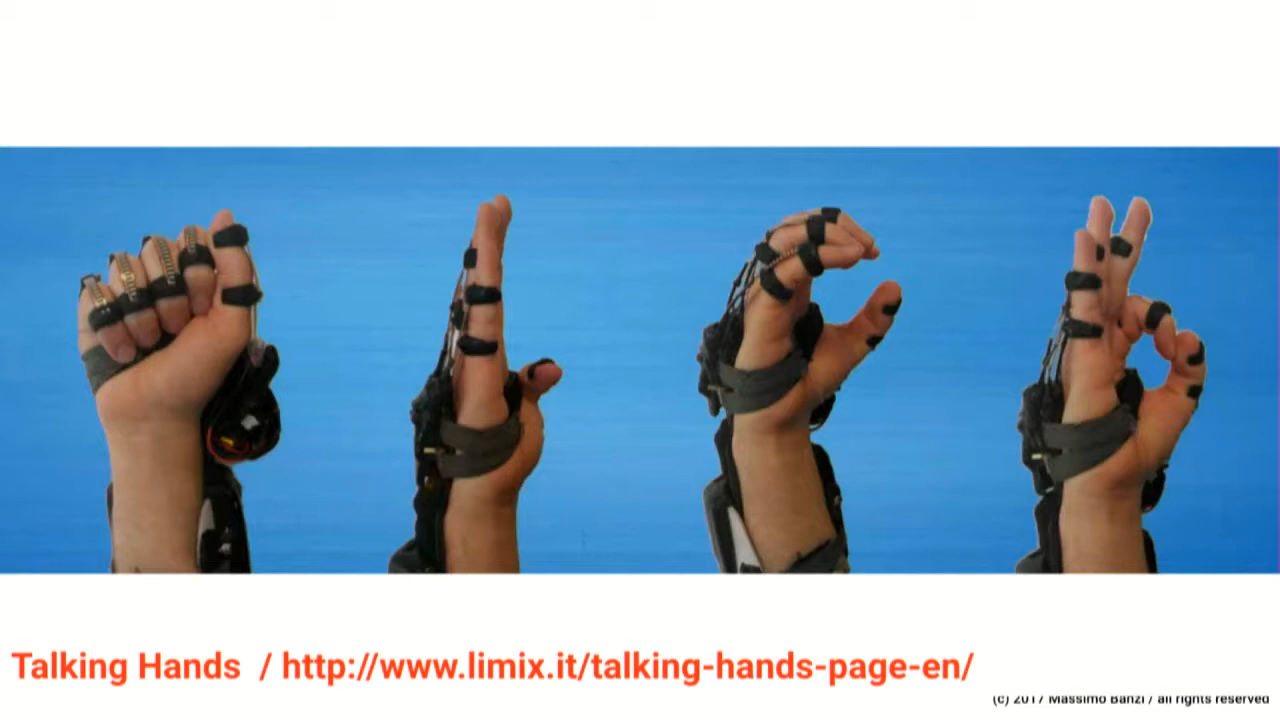 Talking Hands / http://www.limix.it/talking-hands-page-en/
(c) 2017 Massimo Banzi / all rights reserved